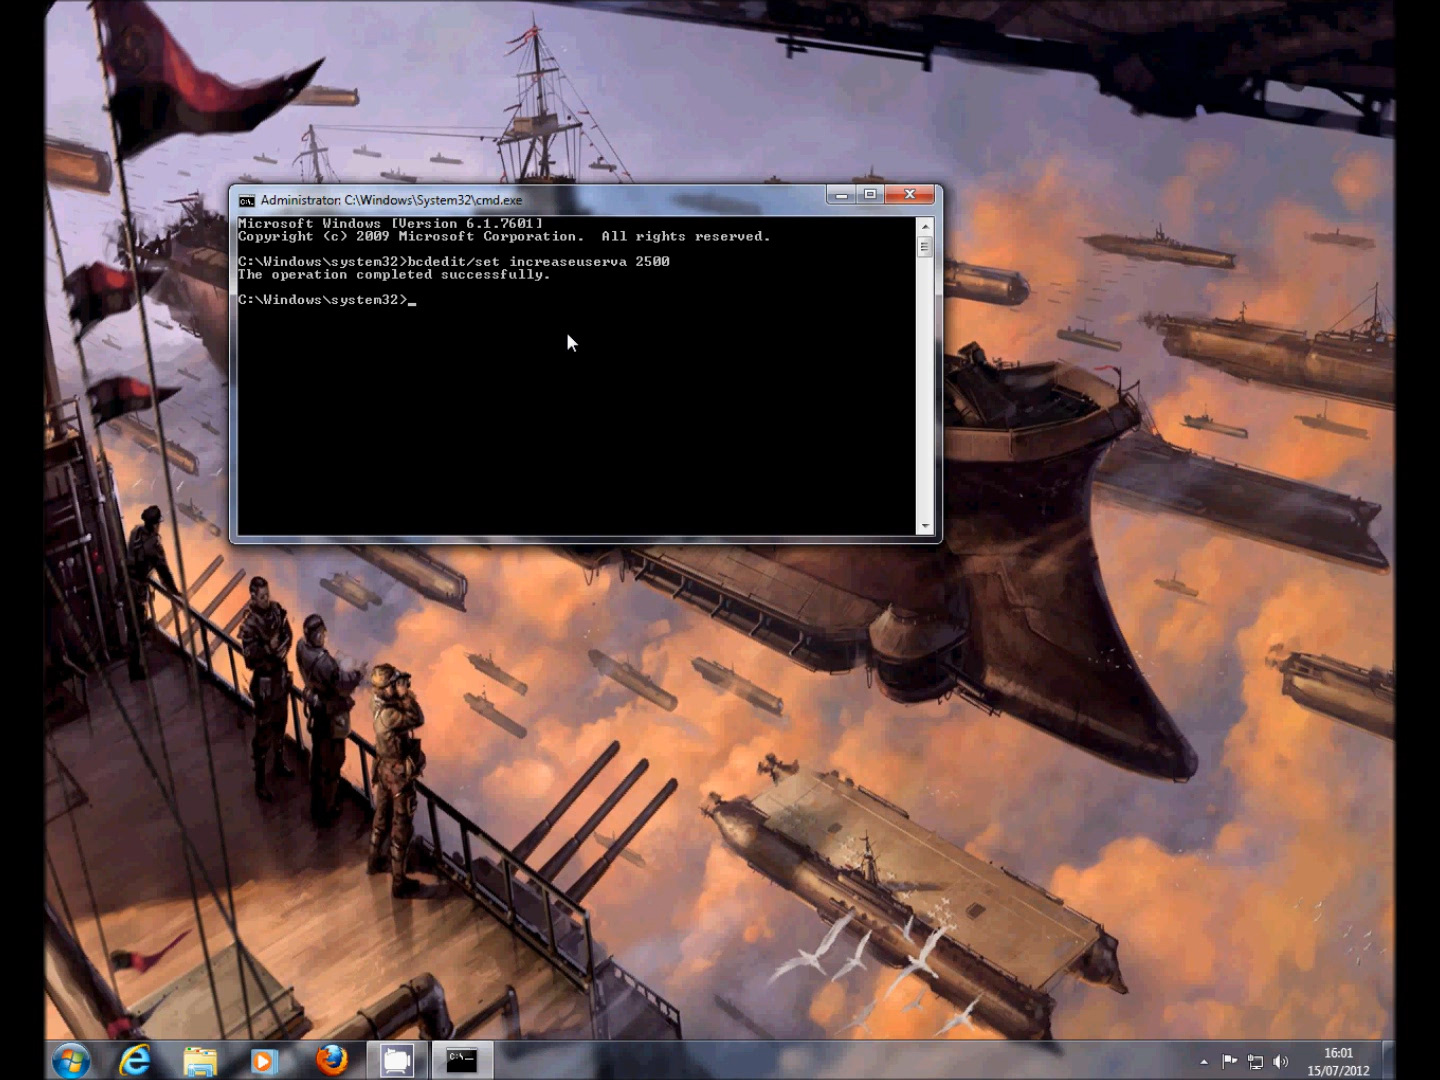 Administrator: C:\Windows\System32\cmd.exe
Microsoft Windows [Version 6.1.7601]
Copyright (c) 2009 Microsoft Corporation.  All rights reserved.
C:\Windows\system32>bcdedit/set increaseuserva 2500
The operation completed successfully.
C:\Windows\system32>_
16:01
15/07/2012